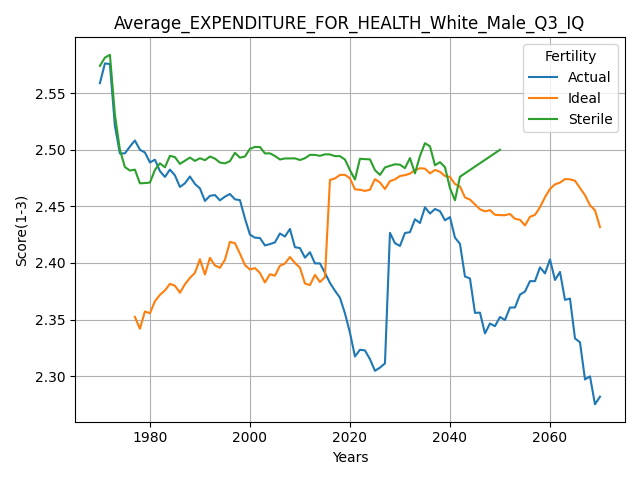 Average_EXPENDITURE_FOR_HEALTH_White_Male_Q3_IQ
Fertility
Actual
Ideal
Sterile
Score(1-3)
2.55
2.50
2.45
2.40
2.35
2.30
1980 2000 2020 2040 2060
Years